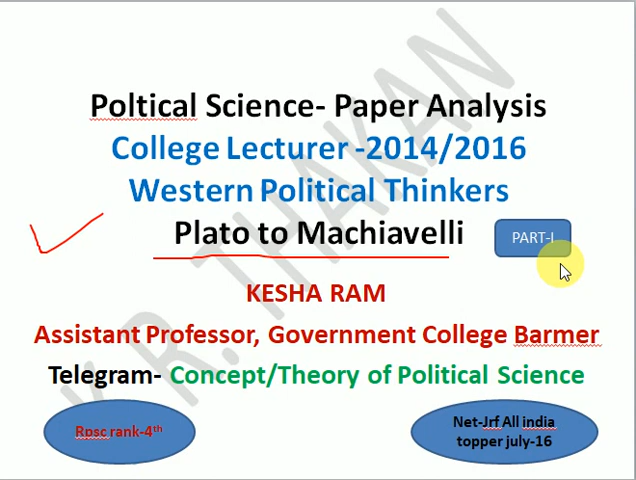 Poltical Science- Paper Analysis
College Lecturer -2014/2016
Western Political Thinkers
Plato to Machiavelli
PART-I
KESHA RAM
Assistant Professor, Government College Barmer
Telegram- Concept/Theory of Political Science
Rpsc rank-4th
Net-Jrf All india
topper july-16
K R. THAKAN